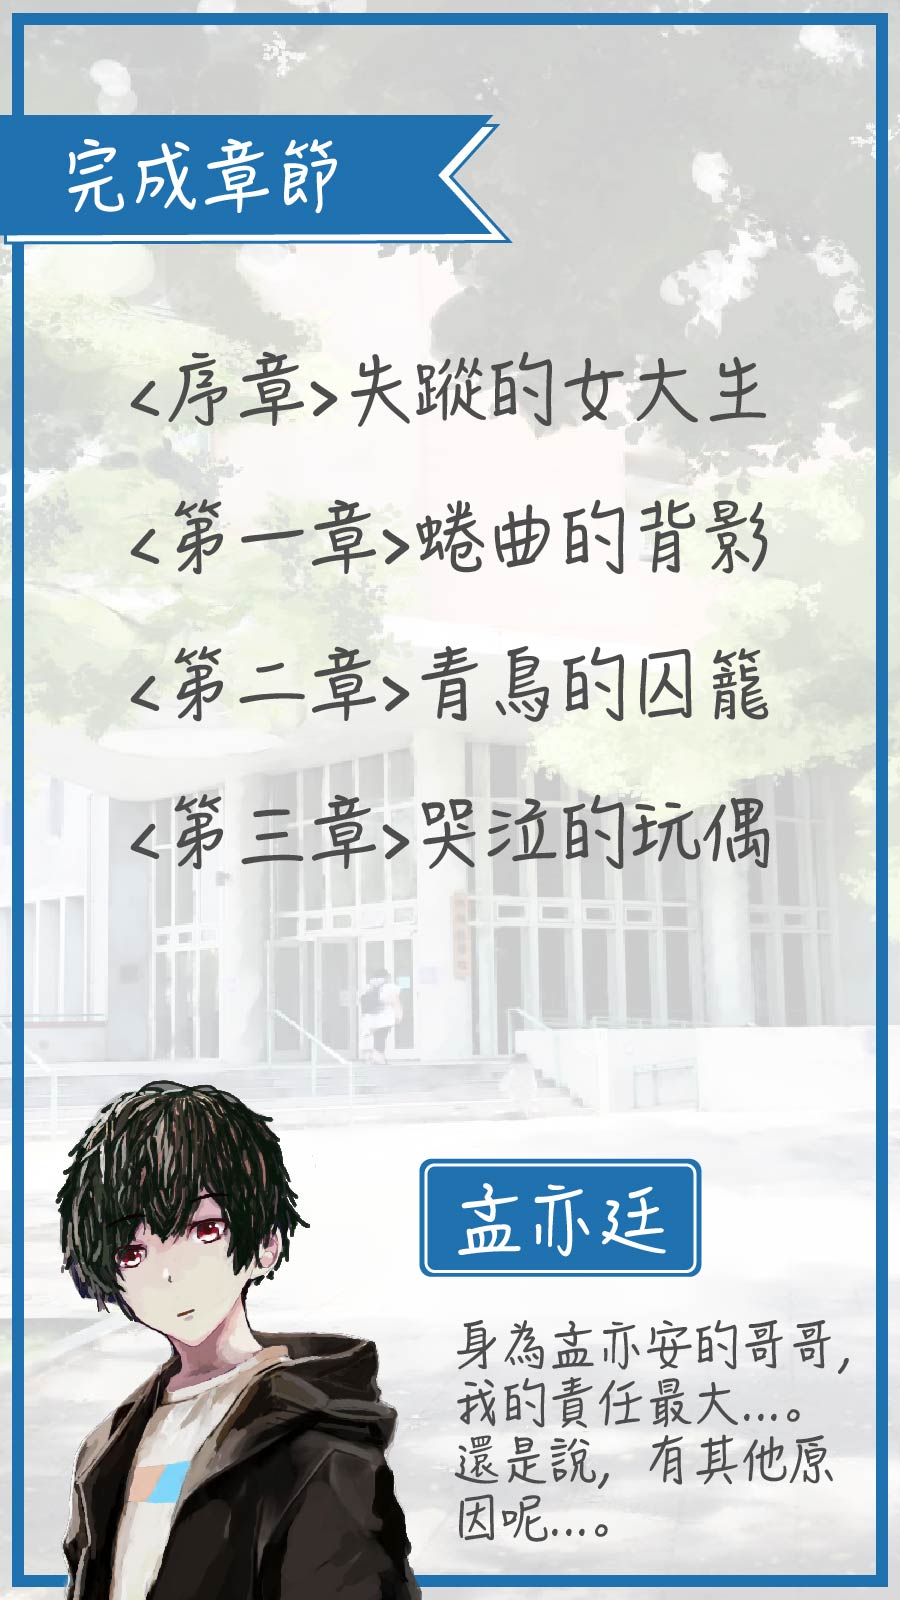 完成章節
<序章>失蹤的女大生
<第一章>蜷曲的背影
<第二章>青鳥的囚籠
<第三章>哭泣的玩偶
孟亦廷
身為孟亦安的哥哥,
我的責任最大...。
還是說, 有其他原
因呢...。